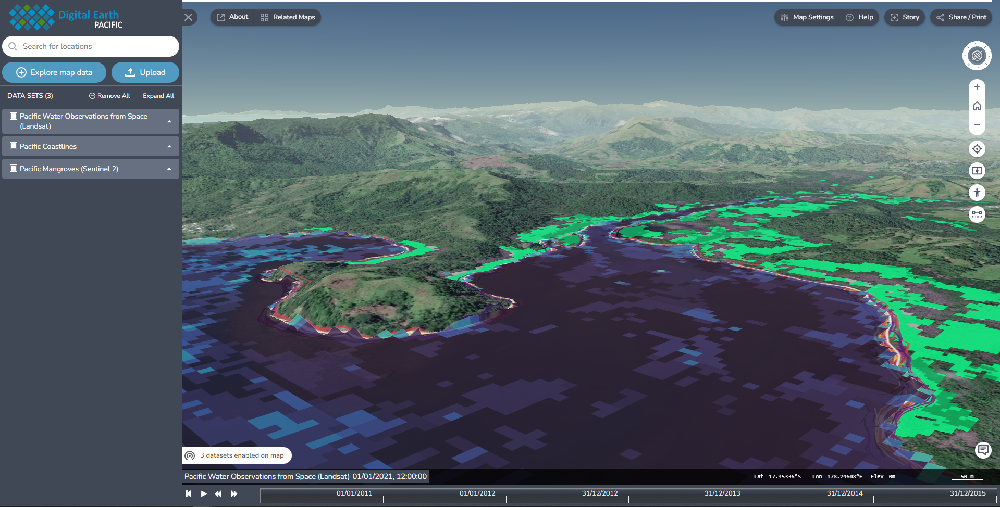 Digital Earth
PACIFIC
About
Related Maps
Map Settings
Help
Story
Share / Print
Search for locations
Explore map data
Upload
DATA SETS (3)
Remove All
Expand All
Pacific Water Observations from Space
(Landsat)
Pacific Coastlines
Pacific Mangroves (Sentinel 2)
3 datasets enabled on map
Pacific Water Observations from Space (Landsat) 01/01/2021, 12:00:00
Lat 17.45336°S Lon 178.24608°E Elev 0m
50 m
01/01/2011
01/01/2012
31/12/2012
31/12/2013
31/12/2014
31/12/2015